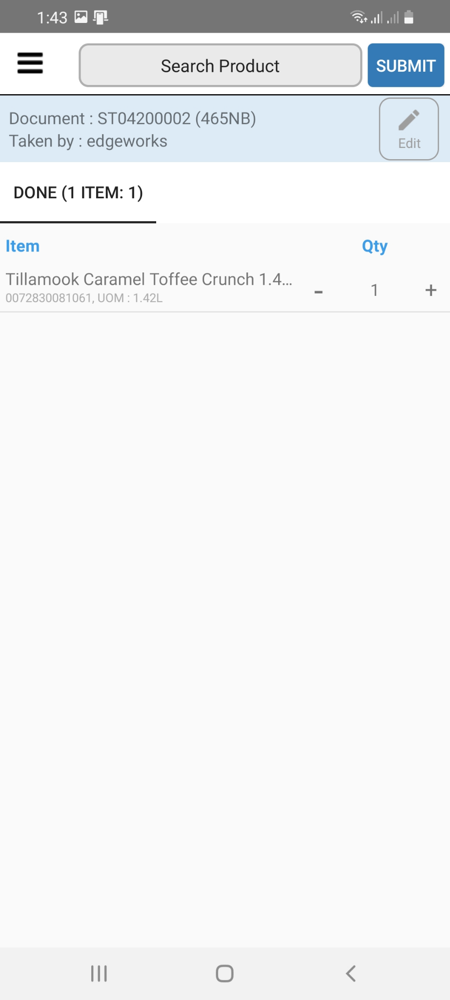 1:43
Search Product
SUBMIT
Document : ST04200002 (465NB)
Taken by : edgeworks
Edit
DONE (1 ITEM: 1)
Item Qty
Tillamook Caramel Toffee Crunch 1.4...
0072830081061, UOM : 1.42L
- 1 +